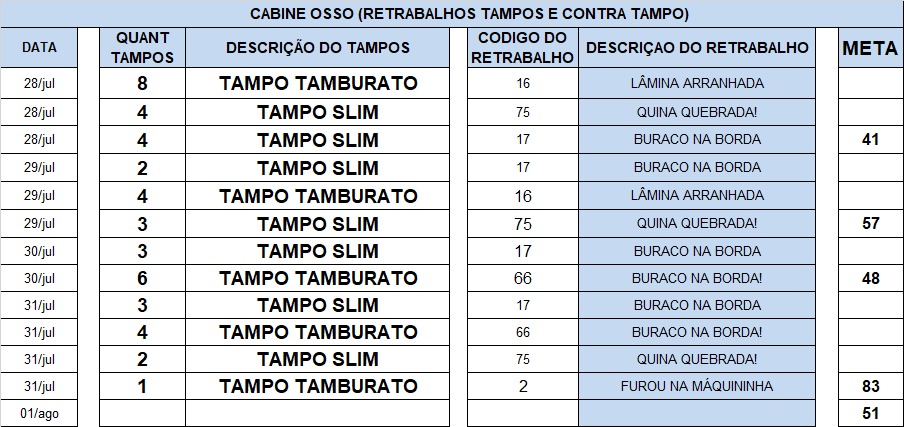 CABINE OSSO (RETRABALHOS TAMPOS E CONTRA TAMPO)
DATA QUANT TAMPOS DESCRIÇÃO DO TAMPOS CODIGO DO RETRABALHO DESCRIÇAO DO RETRABALHO META
28/jul 8 TAMPO TAMBURATO 16 LÂMINA ARRANHADA
28/jul 4 TAMPO SLIM 75 QUINA QUEBRADA!
28/jul 4 TAMPO SLIM 17 BURACO NA BORDA 41
29/jul 2 TAMPO SLIM 17 BURACO NA BORDA
29/jul 4 TAMPO TAMBURATO 16 LÂMINA ARRANHADA
29/jul 3 TAMPO SLIM 75 QUINA QUEBRADA! 57
30/jul 3 TAMPO SLIM 17 BURACO NA BORDA
30/jul 6 TAMPO TAMBURATO 66 BURACO NA BORDA! 48
31/jul 3 TAMPO SLIM 17 BURACO NA BORDA
31/jul 4 TAMPO TAMBURATO 66 BURACO NA BORDA!
31/jul 2 TAMPO SLIM 75 QUINA QUEBRADA!
31/jul 1 TAMPO TAMBURATO 2 FUROU NA MÁQUININHA 83
01/ago 51